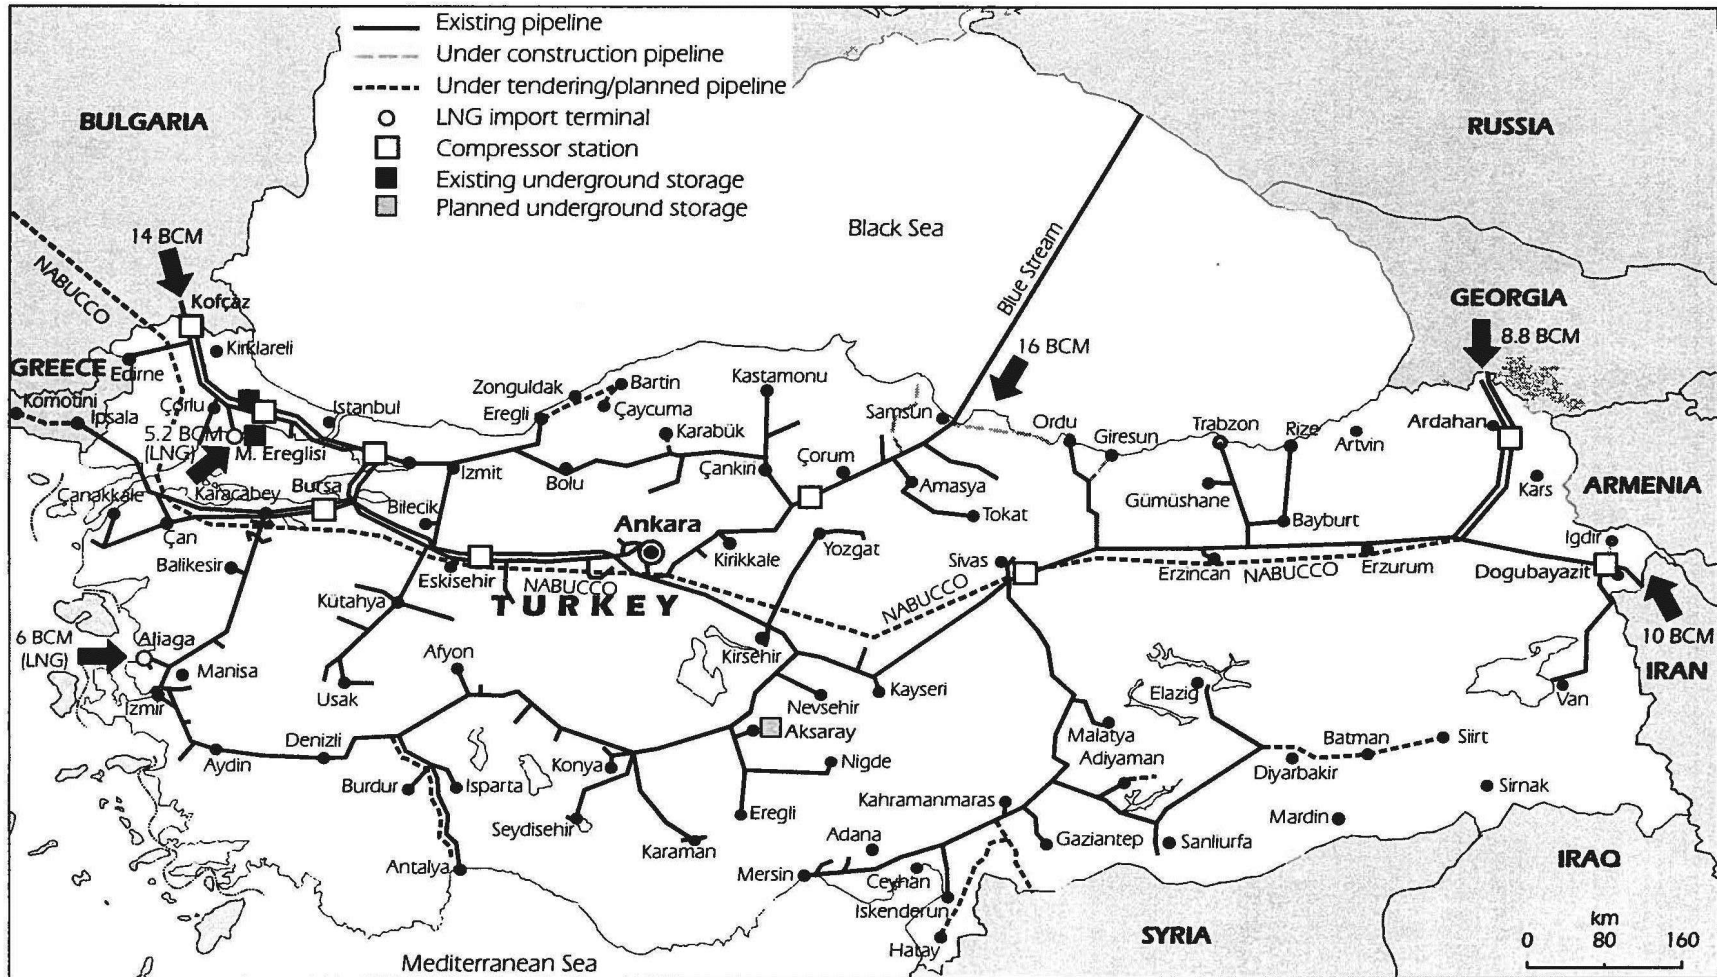 Existing pipeline
Under construction pipeline
Under tendering/planned pipeline
LNG import terminal
Compressor station
Existing underground storage
Planned underground storage
BULGARIA
RUSSIA
Black Sea
14 BCM
NABUCCO
Kofçaz
Blue Stream
GEORGIA
8.8 BCM
16 BCM
Kirklareli
GREECE
Edirne
Komotini
Ipsala
Çorlu
Istanbul
5.2 BCM
(LNG)
M. Ereglisi
Zonguldak
Bartin
Eregli
Çaycuma
Kastamonu
Karabük
Samsun
Ordu
Giresun
Trabzon
Rize
Artvin
Ardahan
Çanakkale
Karacabey
Bursa
Bilecik
Izmit
Bolu
Çankiri
Çorum
Amasya
Tokat
Gümüshane
Bayburt
Kars
ARMENIA
Çan
Balikesir
Eskisehir
Ankara
Kirikkale
Yozgat
Sivas
Erzincan
NABUCCO
Erzurum
Igdir
Dogubayazit
NABUCCO
TURKEY
NABUCCO
Kütahya
6 BCM
(LNG)
Aliaga
Manisa
Izmir
Usak
Afyon
Kirsehir
Kayseri
Nevsehir
Elazig
Van
10 BCM
IRAN
Aydin
Denizli
Burdur
Isparta
Konya
Aksaray
Nigde
Malatya
Adiyaman
Batman
Siirt
Diyarbakir
Sirnak
Mardin
Seydisehir
Karaman
Eregli
Kahramanmaras
Gaziantep
Sanliurfa
Antalya
Mersin
Adana
Ceyhan
Iskenderun
Hatay
IRAQ
SYRIA
Mediterranean Sea
km
0 80 160